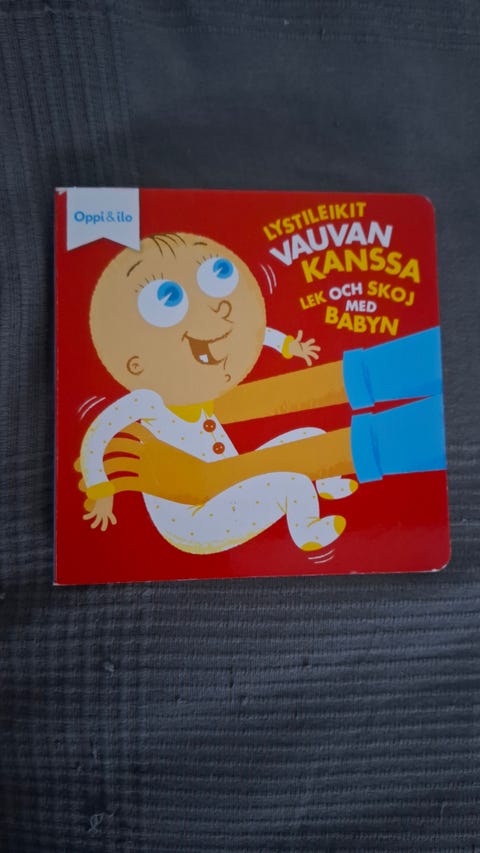 Oppi&ilo
LYSTILEIKIT
VAUVAN
KANSSA
LEK OCH SKOJ
MED
BABYN